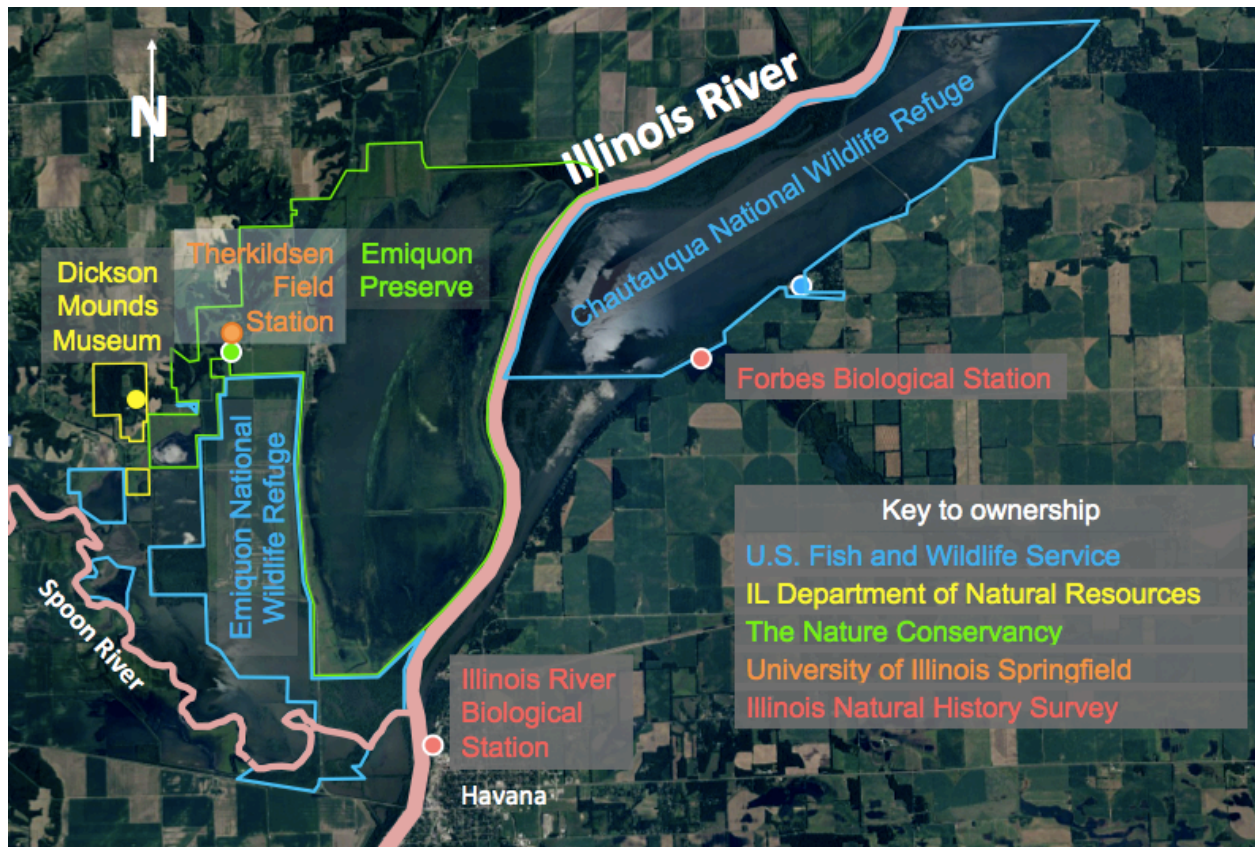 N
Illinois River
Chautauqua National Wildlife Refuge
Dickson
Mounds
Museum
Therkildsen
Field
Station
Emiquon
Preserve
Forbes Biological Station
Emiquon National
Wildlife Refuge
Spoon River
Illinois River
Biological
Station
Havana
Key to ownership
U.S. Fish and Wildlife Service
IL Department of Natural Resources
The Nature Conservancy
University of Illinois Springfield
Illinois Natural History Survey